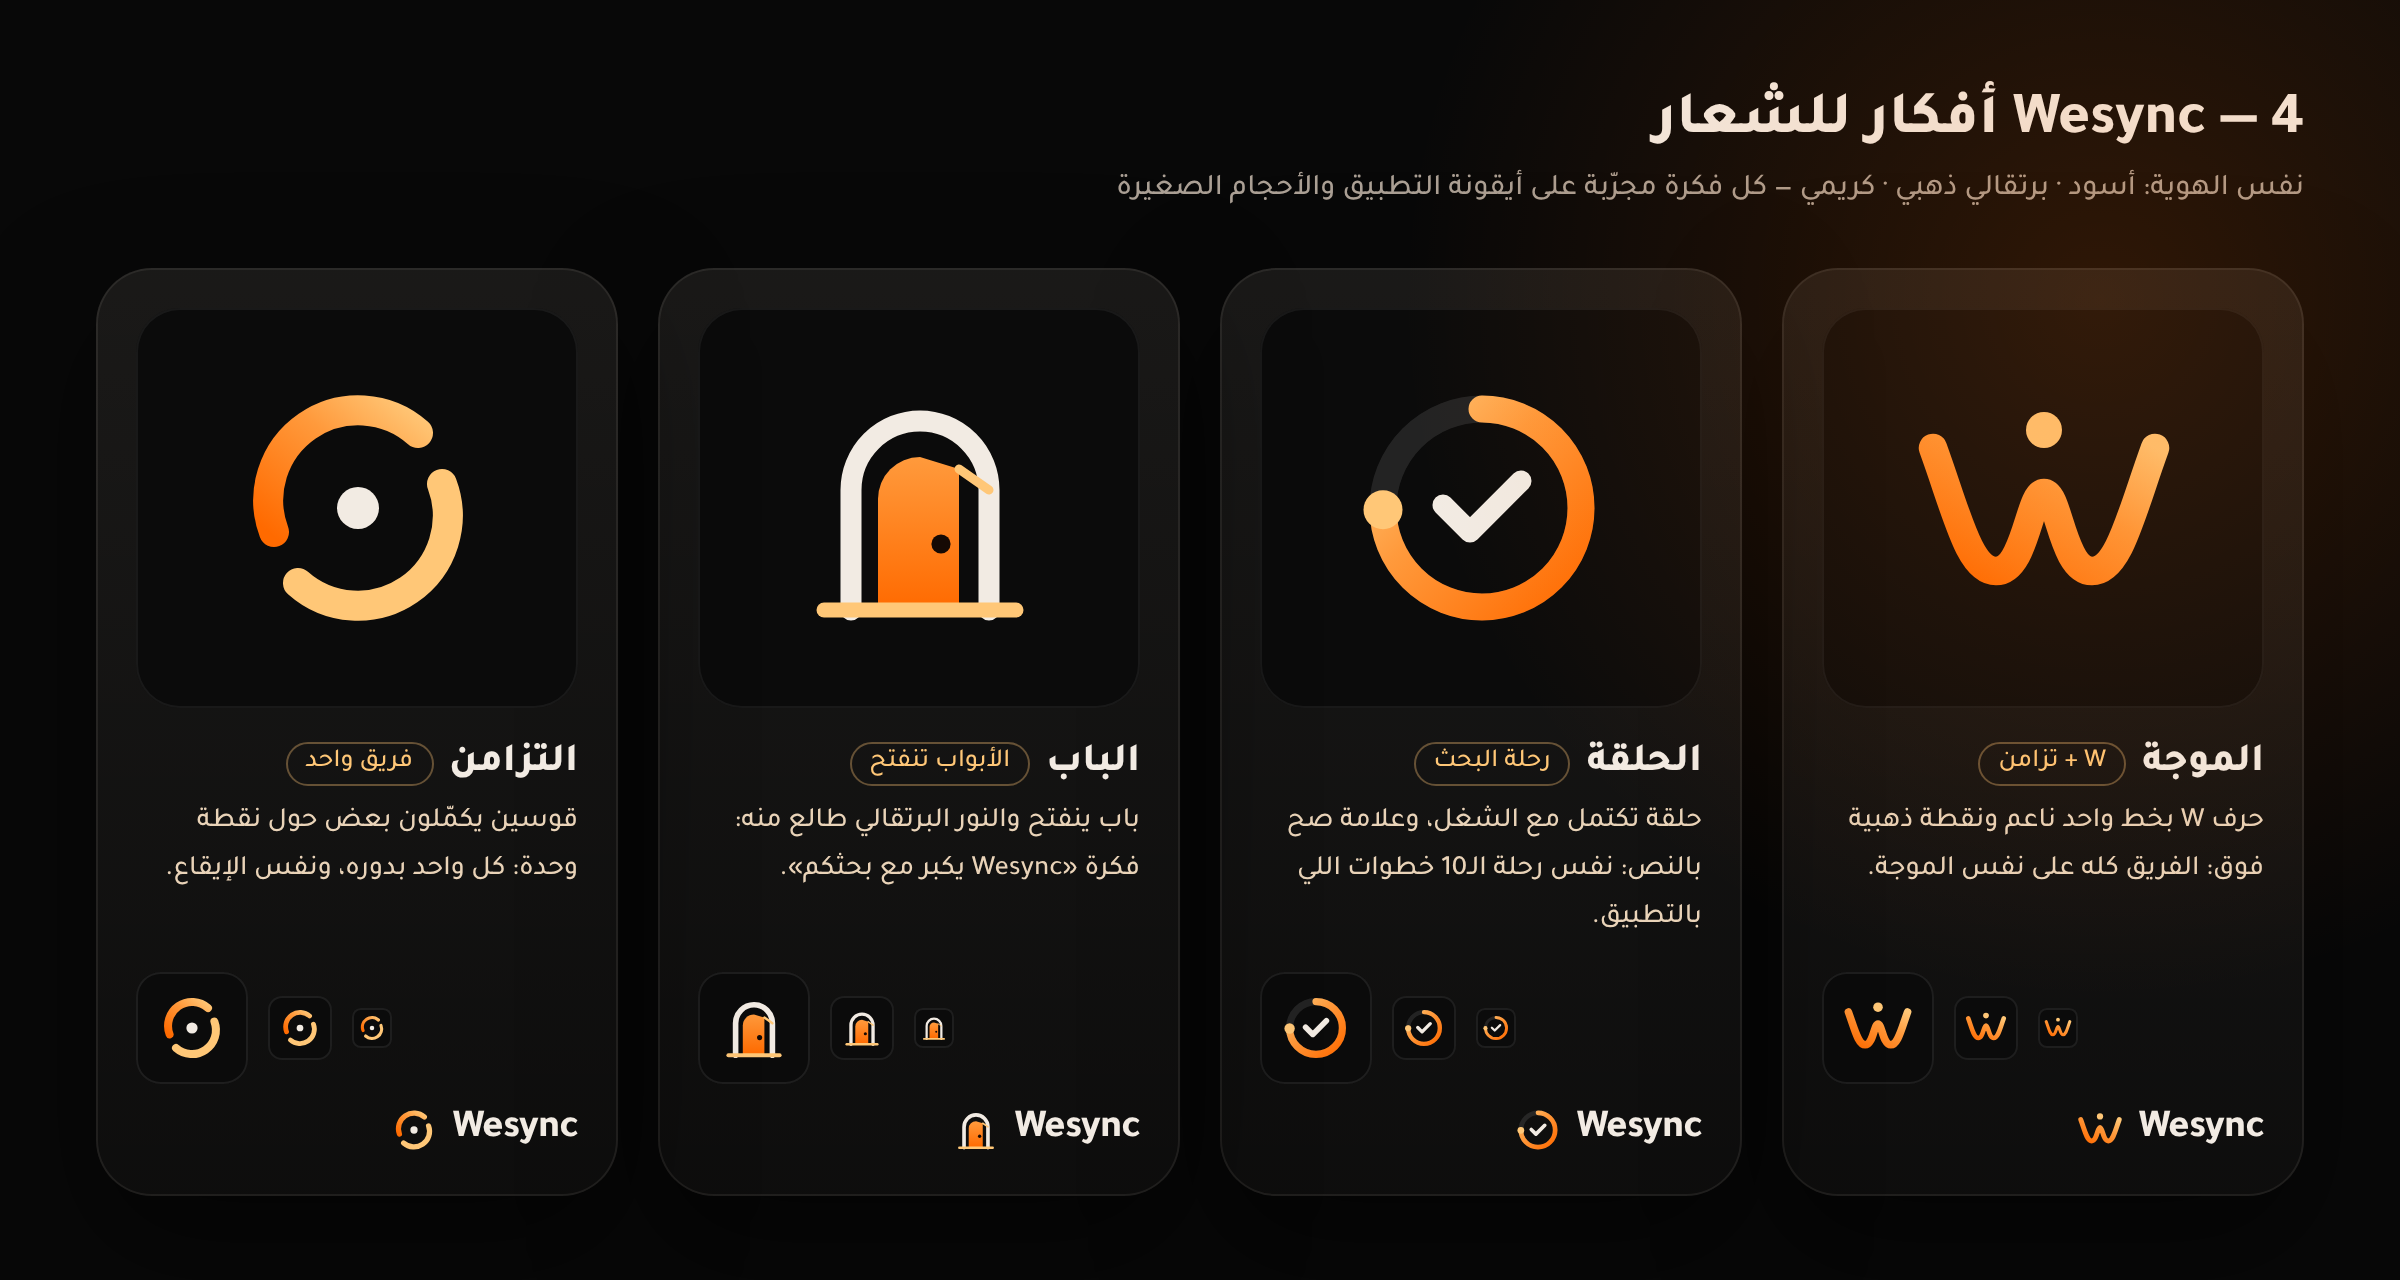 4 — Wesync أفكار للشعار
نفس الهوية: أسود · برتقالي ذهبي · كريمي — كل فكرة مجرّبة على أيقونة التطبيق والأحجام الصغيرة
الموجة
W + تزامن
حرف W بخط واحد ناعم ونقطة ذهبية
فوق: الفريق كله على نفس الموجة.
Wesync
الحلقة
رحلة البحث
حلقة تكتمل مع الشغل، وعلامة صح
بالنص: نفس رحلة الـ10 خطوات اللي
بالتطبيق.
Wesync
الباب
الأبواب تنفتح
باب ينفتح والنور البرتقالي طالع منه:
فكرة «Wesync يكبر مع بحثكم».
Wesync
التزامن
فريق واحد
قوسين يكمّلون بعض حول نقطة
وحدة: كل واحد بدوره، ونفس الإيقاع.
Wesync